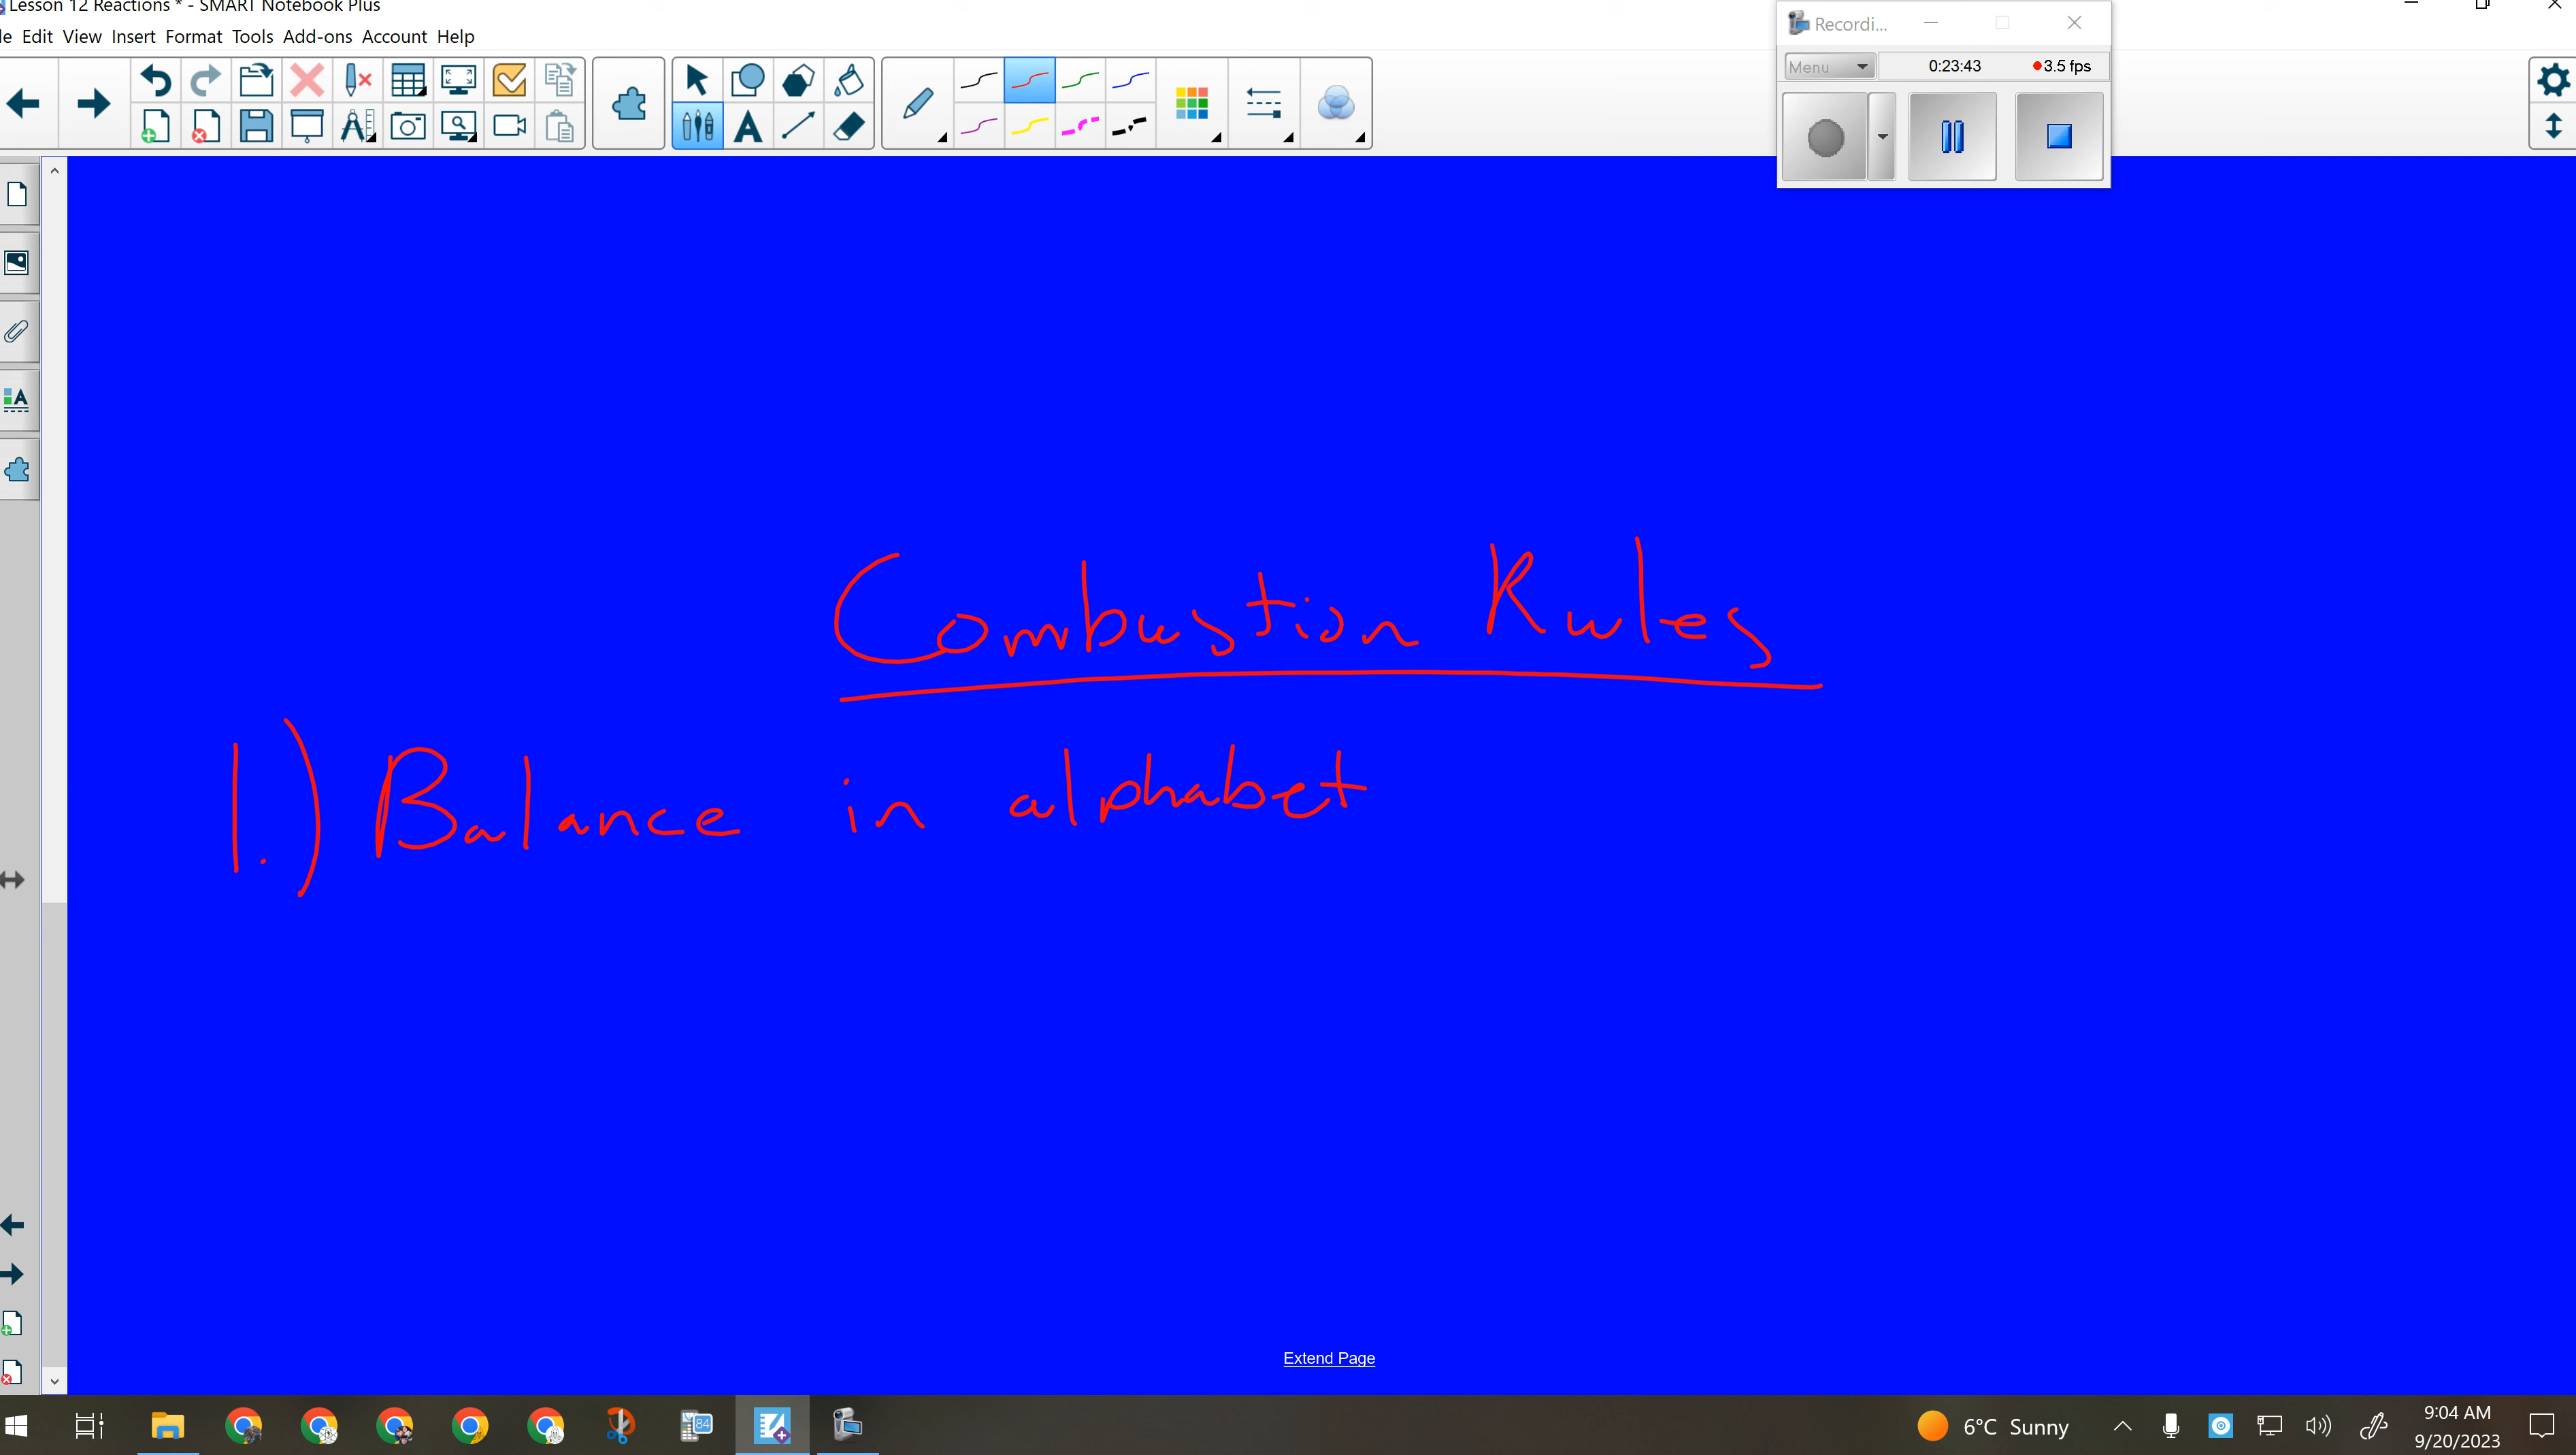 Lesson 12 Reactions * - SMART Notebook Plus
le Edit View Insert Format Tools Add-ons Account Help
Recordi...
Menu 0:23:43 3.5 fps
Combustion Rules
1.) Balance in alphabet
Extend Page
84
6°C Sunny
9:04 AM
9/20/2023